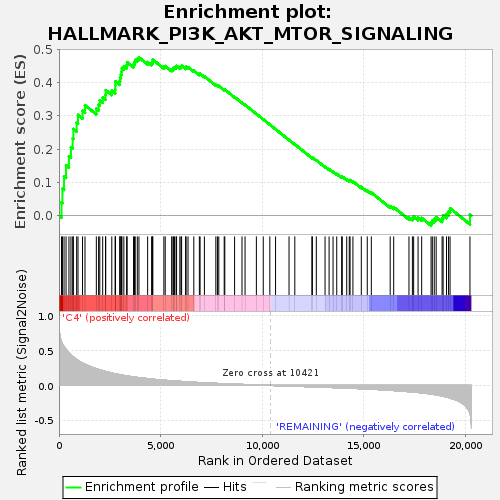 Enrichment plot:
HALLMARK_PI3K_AKT_MTOR_SIGNALING
Enrichment score (ES)
0.5
0.4
0.3
0.2
0.1
0.0
Ranked list metric (Signal2Noise)
1.0
0.5
0.0
-0.5
'C4' (positively correlated)
Zero cross at 10421
'REMAINING' (negatively correlated)
0
5,000
10,000
15,000
20,000
Rank in Ordered Dataset
Enrichment profile
Hits
Ranking metric scores